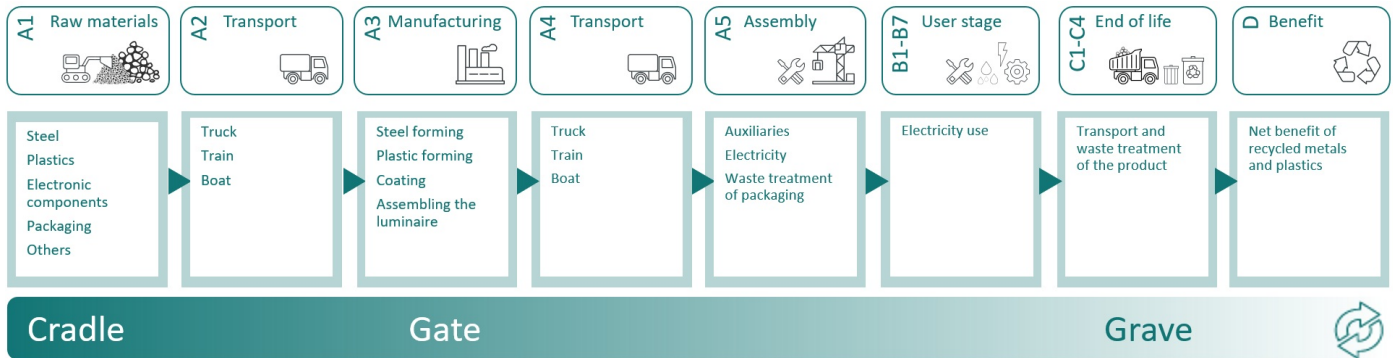 A1 Raw materials
A2 Transport
A3 Manufacturing
A4 Transport
A5 Assembly
B1-B7 User stage
C1-C4 End of life
D Benefit
Steel
Plastics
Electronic
components
Packaging
Others
Truck
Train
Boat
Steel forming
Plastic forming
Coating
Assembling the
luminaire
Truck
Train
Boat
Auxiliaries
Electricity
Waste treatment
of packaging
Electricity use
Transport and
waste treatment
of the product
Net benefit of
recycled metals
and plastics
Cradle
Gate
Grave